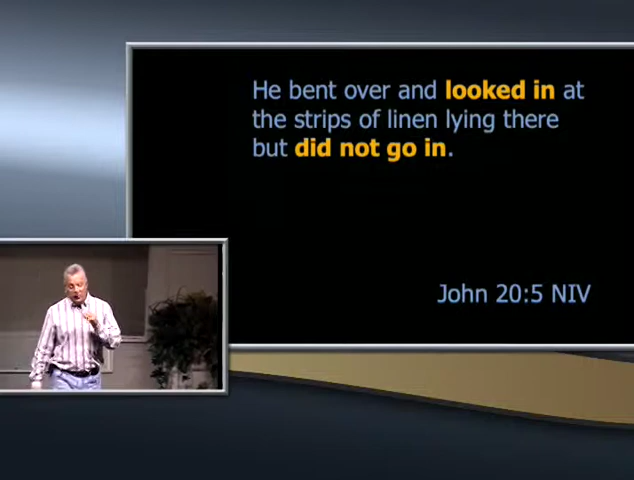 He bent over and looked in at
the strips of linen lying there
but did not go in.
John 20:5 NIV